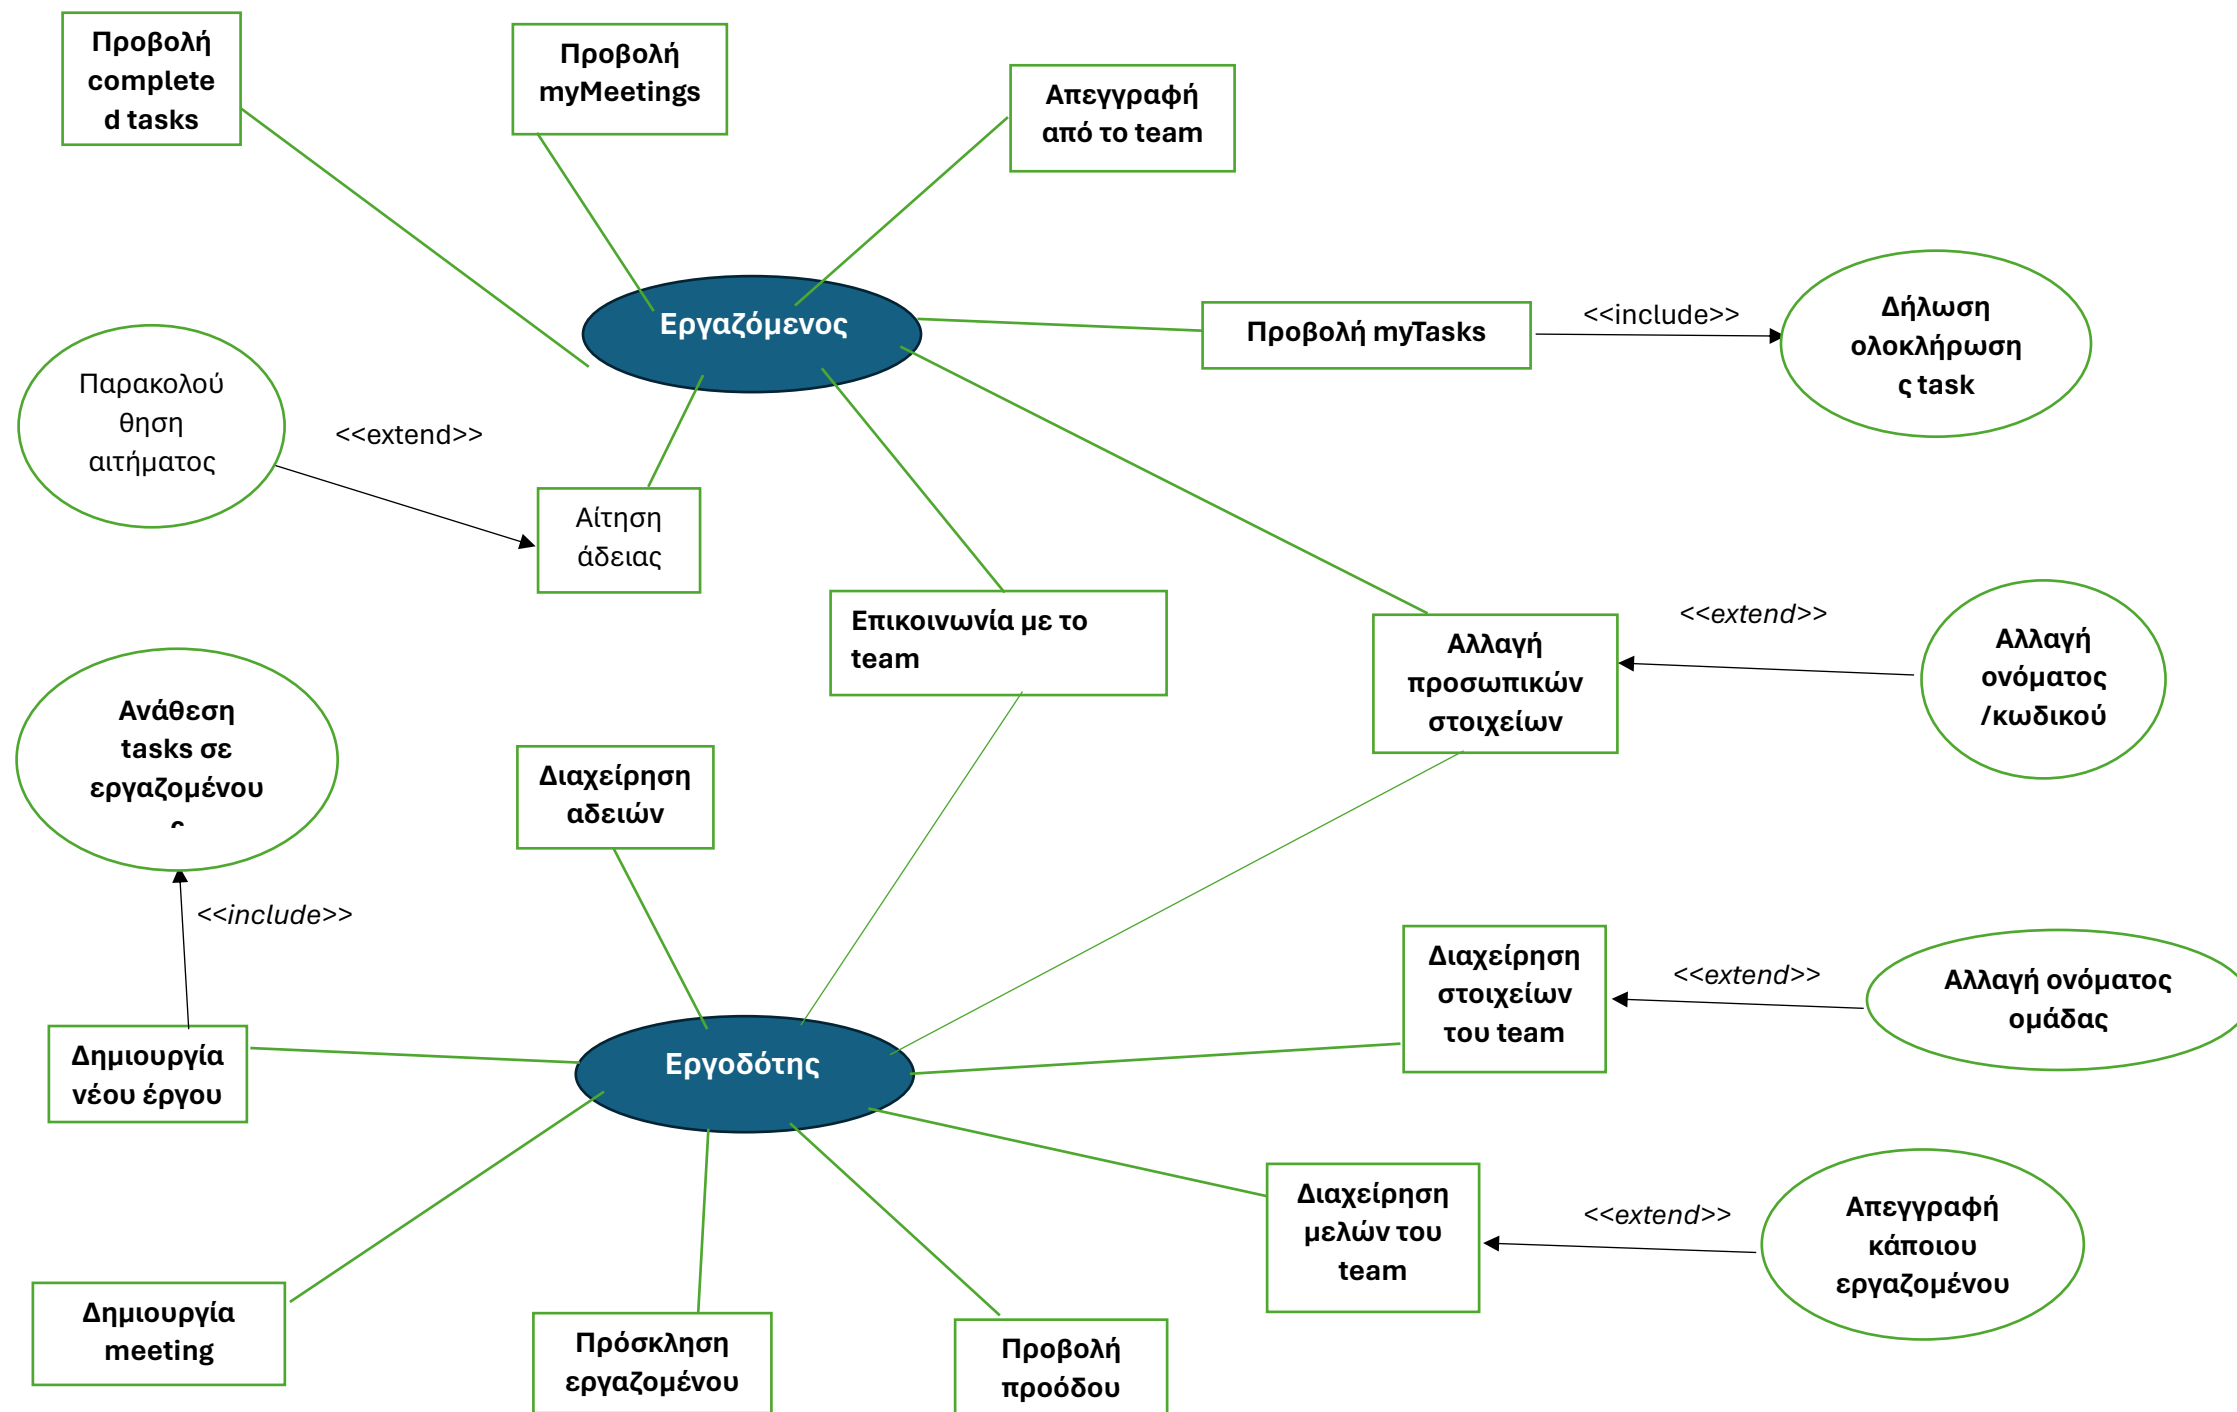 Προβολή
complete
d tasks
Προβολή
myMeetings
Απεγγραφή
από το team
Εργαζόμενος
Προβολή myTasks
<<include>>
Δήλωση
ολοκλήρωση
ς task
Παρακολού
θηση
αιτήματος
<<extend>>
Αίτηση
άδειας
Επικοινωνία με το
team
Αλλαγή
προσωπικών
στοιχείων
<<extend>>
Αλλαγή
ονόματος
/κωδικού
Ανάθεση
tasks σε
εργαζομένου
ς
<<include>>
Διαχείρηση
αδειών
Διαχείρηση
στοιχείων
του team
<<extend>>
Αλλαγή ονόματος
ομάδας
Δημιουργία
νέου έργου
Εργοδότης
Διαχείρηση
μελών του
team
<<extend>>
Απεγγραφή
κάποιου
εργαζομένου
Δημιουργία
meeting
Πρόσκληση
εργαζομένου
Προβολή
προόδου